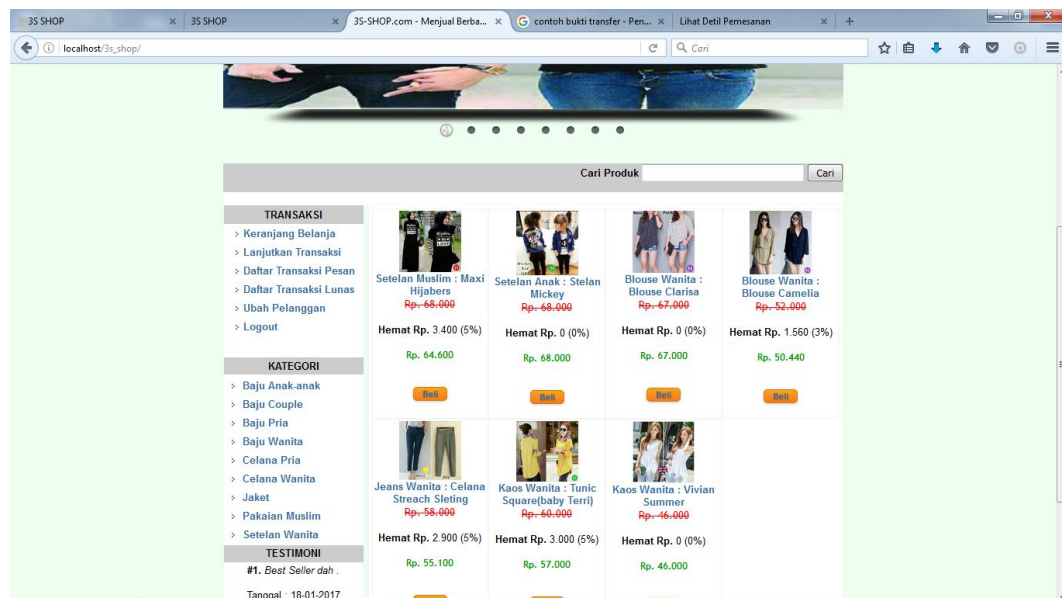 3S SHOP
3S SHOP
3S-SHOP.com - Menjual Berba...
contoh bukti transfer - Pen...
Lihat Detil Pemesanan
localhost/3s_shop/
Cari
Cari Produk
Cari
TRANSAKSI
Keranjang Belanja
Lanjutkan Transaksi
Daftar Transaksi Pesan
Daftar Transaksi Lunas
Ubah Pelanggan
Logout
KATEGORI
Baju Anak-anak
Baju Couple
Baju Pria
Baju Wanita
Celana Pria
Celana Wanita
Jaket
Pakaian Muslim
Setelan Wanita
TESTIMONI
#1. Best Seller dah .
Tanggal : 18-01-2017
Setelan Muslim : Maxi
Hijabers
Rp. 68.000
Hemat Rp. 3.400 (5%)
Rp. 64.600
Beli
Setelan Anak : Stelan
Mickey
Rp. 68.000
Hemat Rp. 0 (0%)
Rp. 68.000
Beli
Blouse Wanita :
Blouse Clarisa
Rp. 67.000
Hemat Rp. 0 (0%)
Rp. 67.000
Beli
Blouse Wanita :
Blouse Camelia
Rp. 52.000
Hemat Rp. 1.560 (3%)
Rp. 50.440
Beli
Jeans Wanita : Celana
Streach Sleting
Rp. 58.000
Hemat Rp. 2.900 (5%)
Rp. 55.100
Kaos Wanita : Tunic
Square(baby Terri)
Rp. 60.000
Hemat Rp. 3.000 (5%)
Rp. 57.000
Kaos Wanita : Vivian
Summer
Rp. 46.000
Hemat Rp. 0 (0%)
Rp. 46.000